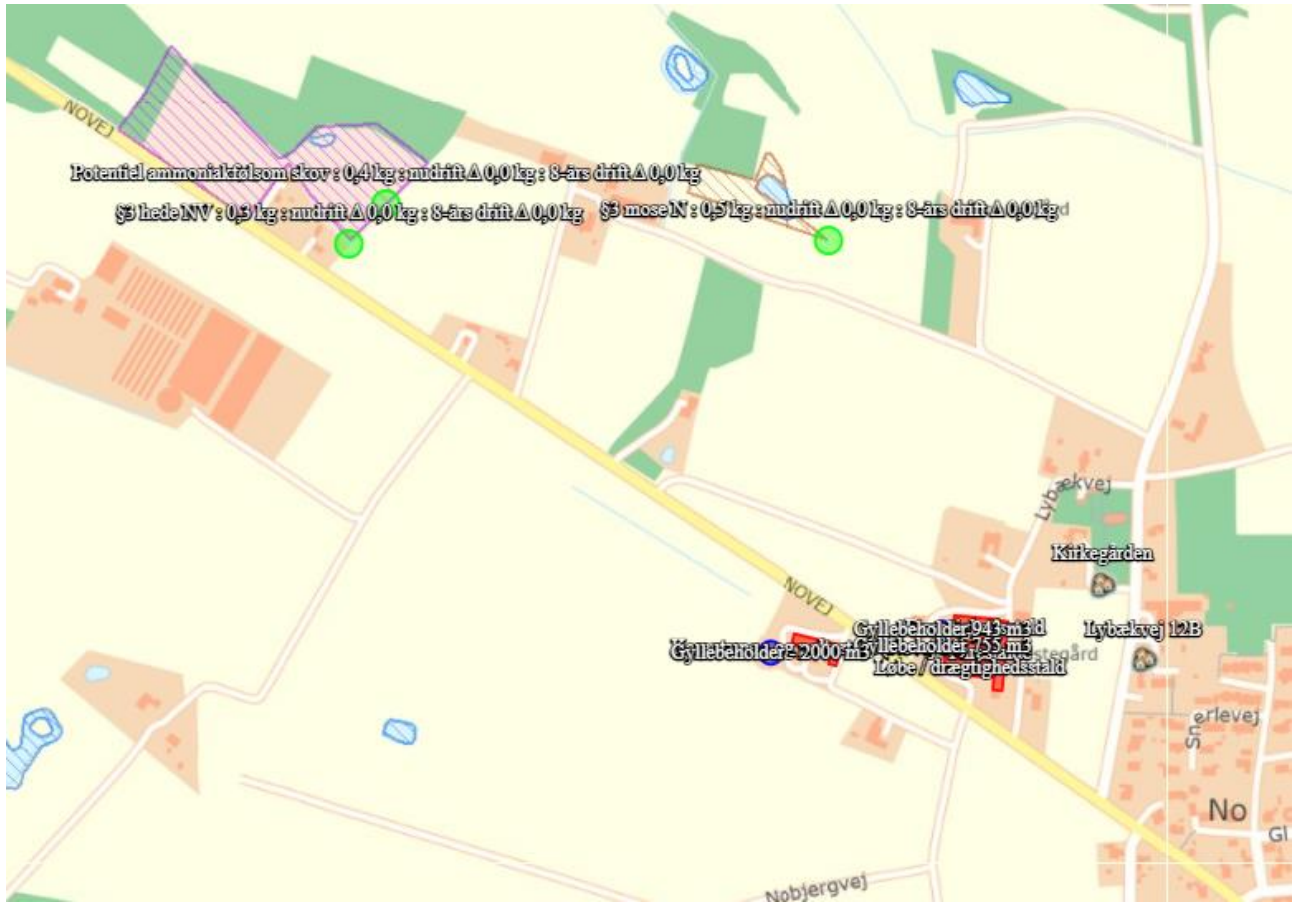 NOVEJ
Potentiel ammoniakfølsom skov : 0,4 kg : nudrift Δ 0,0 kg : 8-års drift Δ 0,0 kg
§3 hede NV : 0,3 kg : nudrift Δ 0,0 kg : 8-års drift Δ 0,0 kg
§3 mose N : 0,5 kg : nudrift Δ 0,0 kg : 8-års drift Δ 0,0 kg
Lybækvej
Kirkegården
NOVEJ
Gyllebeholder 943 m3
Lybækvej 12B
Gyllebeholder 755 m3
Gyllebeholder - 2000 m3
Løbe / drægtighedsstald
Snerlevej
No
Gl
Nobjergvej